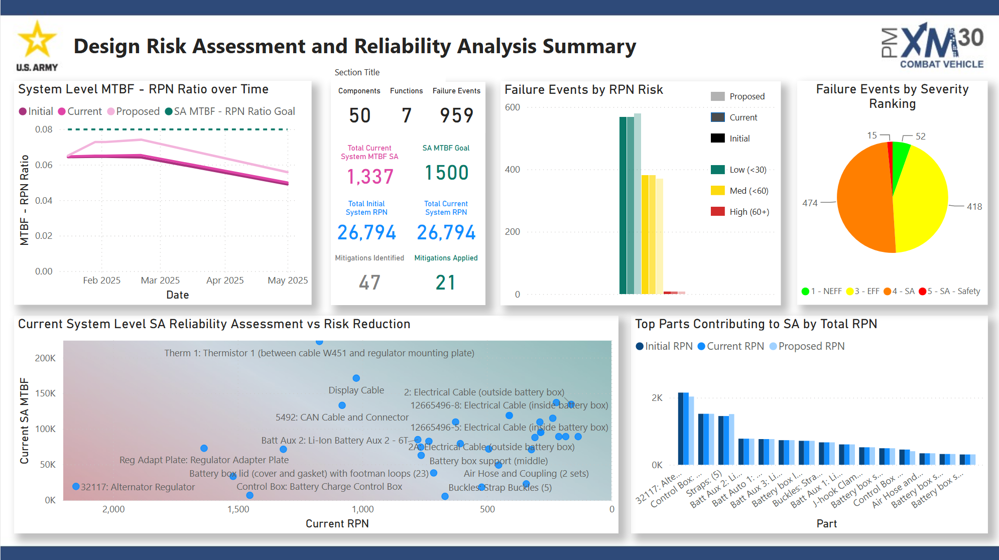 U.S. ARMY
Design Risk Assessment and Reliability Analysis Summary
PM
XM30
COMBAT VEHICLE
System Level MTBF - RPN Ratio over Time
Initial Current Proposed SA MTBF - RPN Ratio Goal
MTBF - RPN Ratio
0.08
0.06
0.04
0.02
0.00
Feb 2025 Mar 2025 Apr 2025 May 2025
Date
Section Title
Components Functions Failure Events
50 7 959
Total Current
System MTBF SA
1,337
SA MTBF Goal
1500
Total Initial
System RPN
26,794
Total Current
System RPN
26,794
Mitigations Identified
47
Mitigations Applied
21
Failure Events by RPN Risk
600
400
200
0
Proposed
Current
Initial
Low (<30)
Med (<60)
High (60+)
Failure Events by Severity
Ranking
15
52
474
418
1 - NEFF 3 - EFF 4 - SA 5 - SA - Safety
Current System Level SA Reliability Assessment vs Risk Reduction
Current SA MTBF
200K
150K
100K
50K
0K
Therm 1: Thermistor 1 (between cable W451 and regulator mounting plate)
Display Cable
2: Electrical Cable (outside battery box)
12665496-8: Electrical Cable (inside battery box)
5492: CAN Cable and Connector
12665496-5: Electrical Cable (inside battery box)
Batt Aux 2: Li-Ion Battery Aux 2 - 6T
2A: Electrical Cable (outside battery box)
Reg Adapt Plate: Regulator Adapter Plate
Battery box support (middle)
Battery box lid (cover and gasket) with footman loops (23)
Air Hose and Coupling (2 sets)
32117: Alternator Regulator
Control Box: Battery Charge Control Box
Buckles: Strap Buckles (5)
2,000 1,500 1,000 500 0
Current RPN
Top Parts Contributing to SA by Total RPN
Initial RPN Current RPN Proposed RPN
2K
0K
32117: Alte...
Control Box: ...
Straps: (5)
Batt Aux 2: Li...
Batt Auto 1: ...
Batt Aux 3: Li...
Battery box l...
Buckles: Stra...
Batt Aux 1: Li...
J-hook Clam...
Battery box s...
Control Box ...
Air Hose and...
Battery box s...
Battery box s...
Part